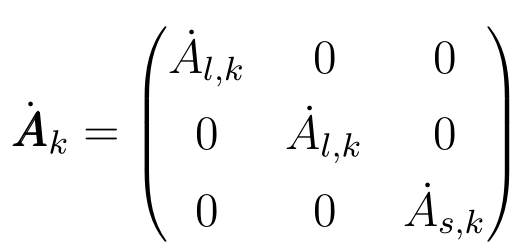 Ȧ_{l,k} 0 0
𝑨̇_k = 0 Ȧ_{l,k} 0
0 0 Ȧ_{s,k}